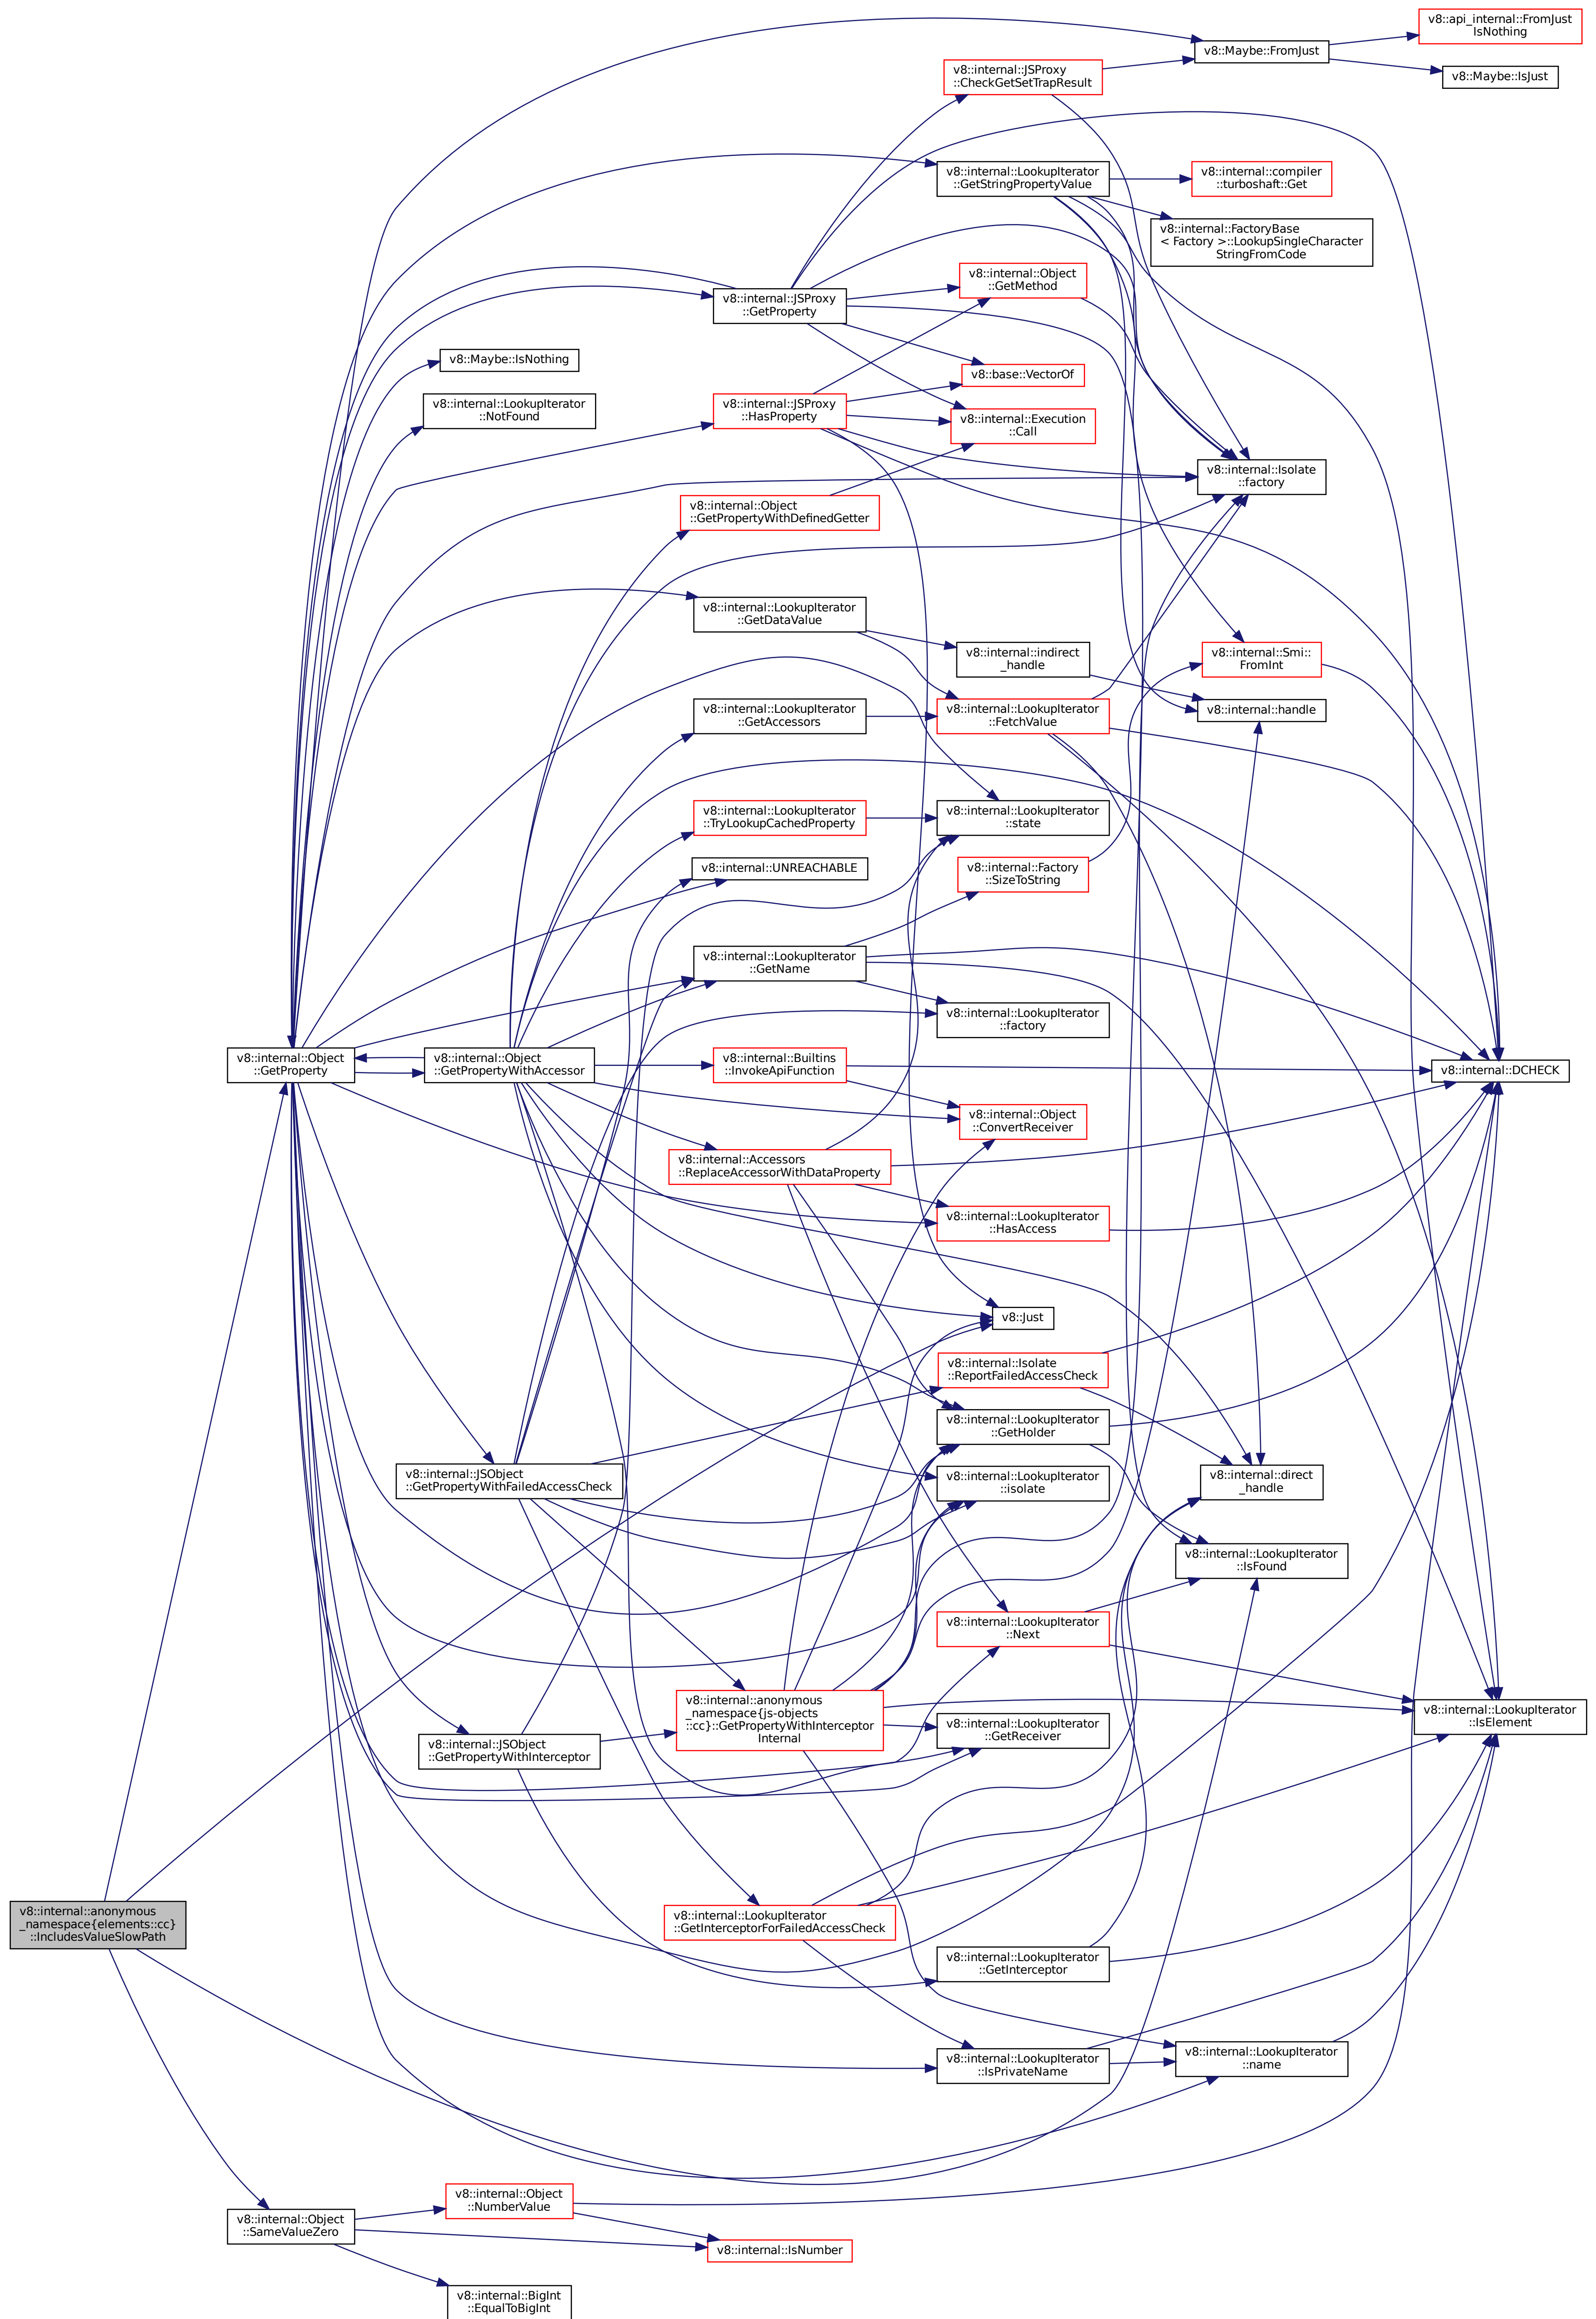 v8::api_internal::FromJust
IsNothing
v8::Maybe::FromJust
v8::Maybe::IsJust
v8::internal::JSProxy
::CheckGetSetTrapResult
v8::internal::LookupIterator
::GetStringPropertyValue
v8::internal::compiler
::turboshaft::Get
v8::internal::FactoryBase
< Factory >::LookupSingleCharacter
StringFromCode
v8::internal::Object
::GetMethod
v8::internal::JSProxy
::GetProperty
v8::Maybe::IsNothing
v8::base::VectorOf
v8::internal::LookupIterator
::NotFound
v8::internal::JSProxy
::HasProperty
v8::internal::Execution
::Call
v8::internal::Isolate
::factory
v8::internal::Object
::GetPropertyWithDefinedGetter
v8::internal::LookupIterator
::GetDataValue
v8::internal::indirect
_handle
v8::internal::Smi::
FromInt
v8::internal::LookupIterator
::GetAccessors
v8::internal::LookupIterator
::FetchValue
v8::internal::handle
v8::internal::LookupIterator
::TryLookupCachedProperty
v8::internal::LookupIterator
::state
v8::internal::UNREACHABLE
v8::internal::Factory
::SizeToString
v8::internal::LookupIterator
::GetName
v8::internal::LookupIterator
::factory
v8::internal::Object
::GetProperty
v8::internal::Object
::GetPropertyWithAccessor
v8::internal::Builtins
::InvokeApiFunction
v8::internal::DCHECK
v8::internal::Object
::ConvertReceiver
v8::internal::Accessors
::ReplaceAccessorWithDataProperty
v8::internal::LookupIterator
::HasAccess
v8::Just
v8::internal::Isolate
::ReportFailedAccessCheck
v8::internal::LookupIterator
::GetHolder
v8::internal::JSObject
::GetPropertyWithFailedAccessCheck
v8::internal::LookupIterator
::isolate
v8::internal::direct
_handle
v8::internal::LookupIterator
::IsFound
v8::internal::LookupIterator
::Next
v8::internal::anonymous
_namespace{js-objects
::cc}::GetPropertyWithInterceptor
Internal
v8::internal::LookupIterator
::IsElement
v8::internal::JSObject
::GetPropertyWithInterceptor
v8::internal::LookupIterator
::GetReceiver
v8::internal::anonymous
_namespace{elements::cc}
::IncludesValueSlowPath
v8::internal::LookupIterator
::GetInterceptorForFailedAccessCheck
v8::internal::LookupIterator
::GetInterceptor
v8::internal::LookupIterator
::IsPrivateName
v8::internal::LookupIterator
::name
v8::internal::Object
::NumberValue
v8::internal::Object
::SameValueZero
v8::internal::IsNumber
v8::internal::BigInt
::EqualToBigInt